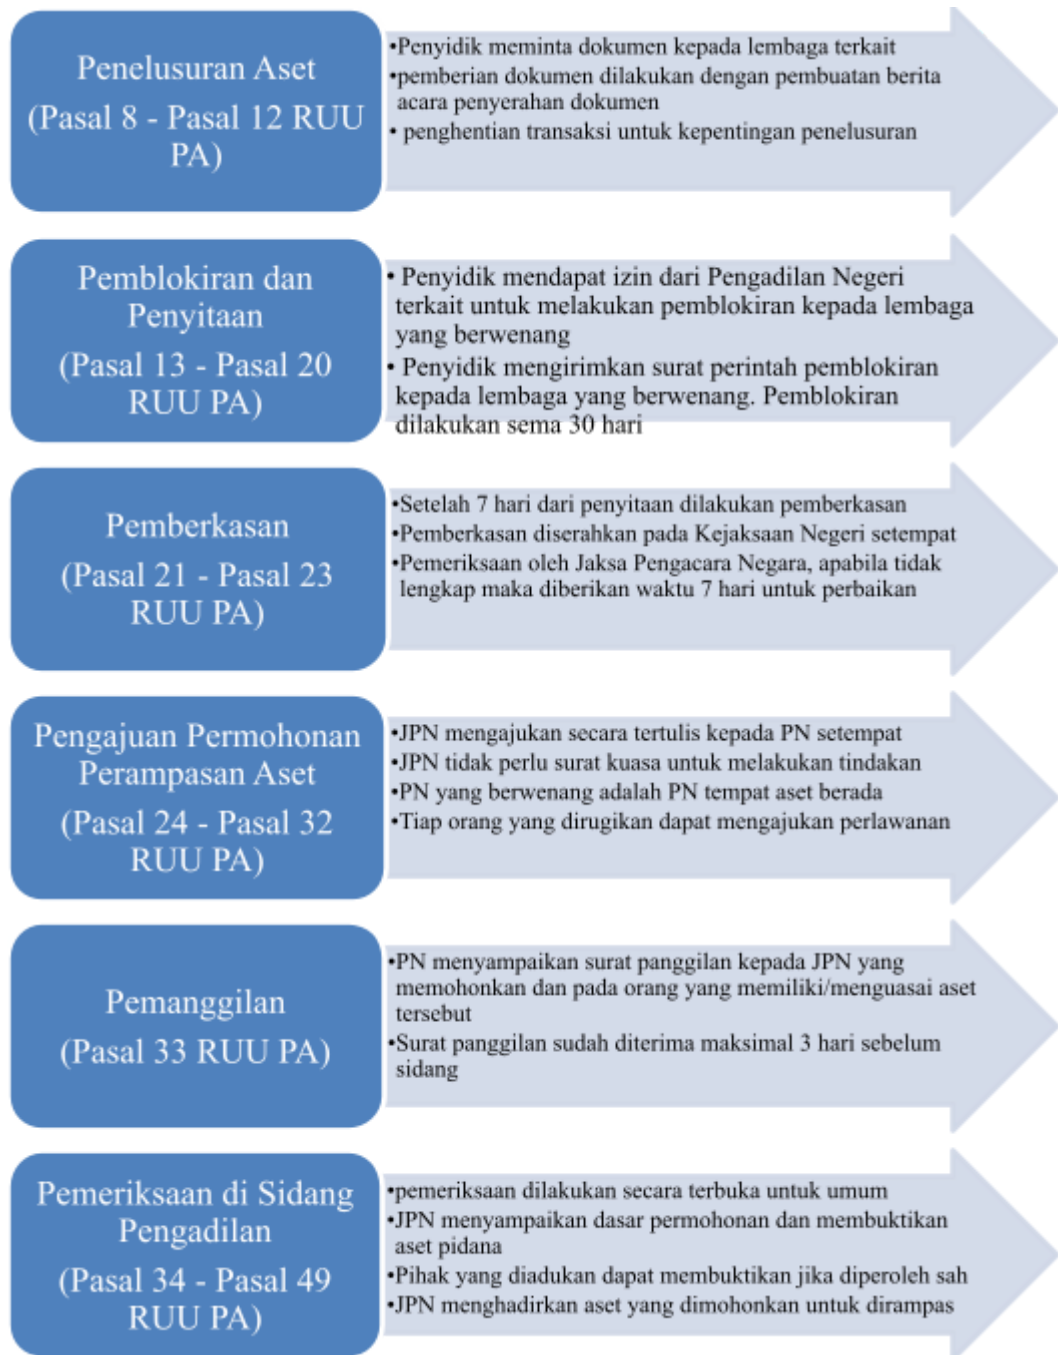 Penelusuran Aset
(Pasal 8 - Pasal 12 RUU
PA)
•Penyidik meminta dokumen kepada lembaga terkait
•pemberian dokumen dilakukan dengan pembuatan berita
acara penyerahan dokumen
• penghentian transaksi untuk kepentingan penelusuran
Pemblokiran dan
Penyitaan
(Pasal 13 - Pasal 20
RUU PA)
• Penyidik mendapat izin dari Pengadilan Negeri
terkait untuk melakukan pemblokiran kepada lembaga
yang berwenang
• Penyidik mengirimkan surat perintah pemblokiran
kepada lembaga yang berwenang. Pemblokiran
dilakukan sema 30 hari
Pemberkasan
(Pasal 21 - Pasal 23
RUU PA)
•Setelah 7 hari dari penyitaan dilakukan pemberkasan
•Pemberkasan diserahkan pada Kejaksaan Negeri setempat
•Pemeriksaan oleh Jaksa Pengacara Negara, apabila tidak
lengkap maka diberikan waktu 7 hari untuk perbaikan
Pengajuan Permohonan
Perampasan Aset
(Pasal 24 - Pasal 32
RUU PA)
•JPN mengajukan secara tertulis kepada PN setempat
•JPN tidak perlu surat kuasa untuk melakukan tindakan
•PN yang berwenang adalah PN tempat aset berada
•Tiap orang yang dirugikan dapat mengajukan perlawanan
Pemanggilan
(Pasal 33 RUU PA)
•PN menyampaikan surat panggilan kepada JPN yang
memohonkan dan pada orang yang memiliki/menguasai aset
tersebut
•Surat panggilan sudah diterima maksimal 3 hari sebelum
sidang
Pemeriksaan di Sidang
Pengadilan
(Pasal 34 - Pasal 49
RUU PA)
•pemeriksaan dilakukan secara terbuka untuk umum
•JPN menyampaikan dasar permohonan dan membuktikan
aset pidana
•Pihak yang diadukan dapat membuktikan jika diperoleh sah
•JPN menghadirkan aset yang dimohonkan untuk dirampas